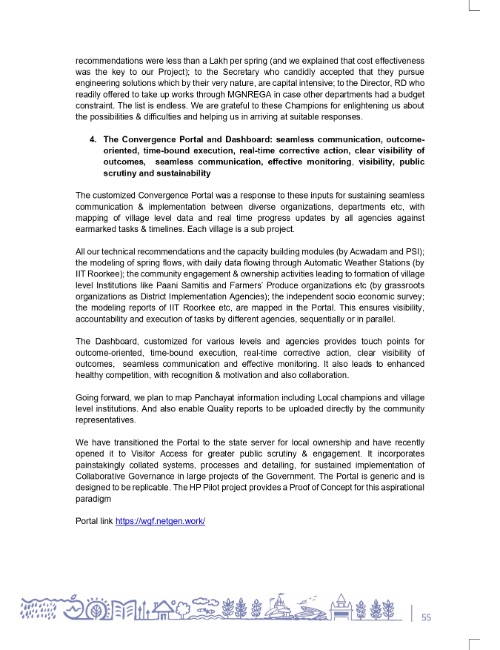 recommendations were less than a Lakh per spring (and we explained that cost effectiveness
was the key to our Project); to the Secretary who candidly accepted that they pursue
engineering solutions which by their very nature, are capital intensive; to the Director, RD who
readily offered to take up works through MGNREGA in case other departments had a budget
constraint. The list is endless. We are grateful to these Champions for enlightening us about
the possibilities & difficulties and helping us in arriving at suitable responses.
4. The Convergence Portal and Dashboard: seamless communication, outcome-
oriented, time-bound execution, real-time corrective action, clear visibility of
outcomes, seamless communication, effective monitoring, visibility, public
scrutiny and sustainability
The customized Convergence Portal was a response to these inputs for sustaining seamless
communication & implementation between diverse organizations, departments etc, with
mapping of village level data and real time progress updates by all agencies against
earmarked tasks & timelines. Each village is a sub project.
All our technical recommendations and the capacity building modules (by Acwadam and PSI);
the modeling of spring flows, with daily data flowing through Automatic Weather Stations (by
IIT Roorkee); the community engagement & ownership activities leading to formation of village
level Institutions like Paani Samitis and Farmers' Produce organizations etc (by grassroots
organizations as District Implementation Agencies); the independent socio economic survey;
the modeling reports of IIT Roorkee etc, are mapped in the Portal. This ensures visibility,
accountability and execution of tasks by different agencies, sequentially or in parallel.
The Dashboard, customized for various levels and agencies provides touch points for
outcome-oriented, time-bound execution, real-time corrective action, clear visibility of
outcomes, seamless communication and effective monitoring. It also leads to enhanced
healthy competition, with recognition & motivation and also collaboration.
Going forward, we plan to map Panchayat information including Local champions and village
level institutions. And also enable Quality reports to be uploaded directly by the community
representatives.
We have transitioned the Portal to the state server for local ownership and have recently
opened it to Visitor Access for greater public scrutiny & engagement. It incorporates
painstakingly collated systems, processes and detailing, for sustained implementation of
Collaborative Governance in large projects of the Government. The Portal is generic and is
designed to be replicable. The HP Pilot project provides a Proof of Concept for this aspirational
paradigm
Portal link https://wgf.netgen.work/
55